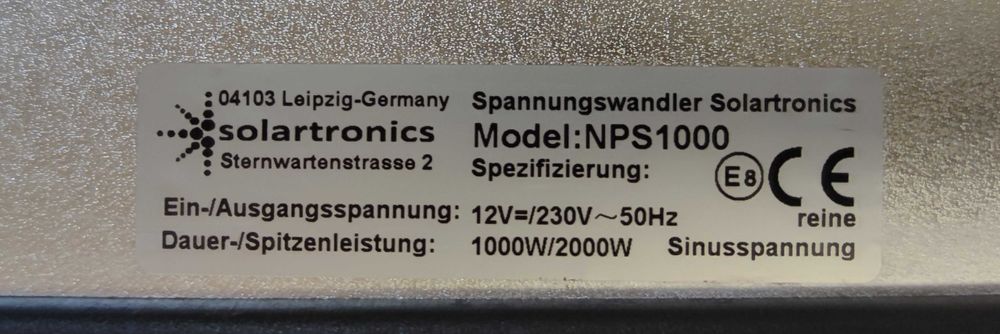 04103 Leipzig-Germany
solartronics
Sternwartenstrasse 2
Spannungswandler Solartronics
Model:NPS1000
Spezifizierung:
E8 CE
Ein-/Ausgangsspannung: 12V=/230V~50Hz
reine
Dauer-/Spitzenleistung: 1000W/2000W Sinusspannung